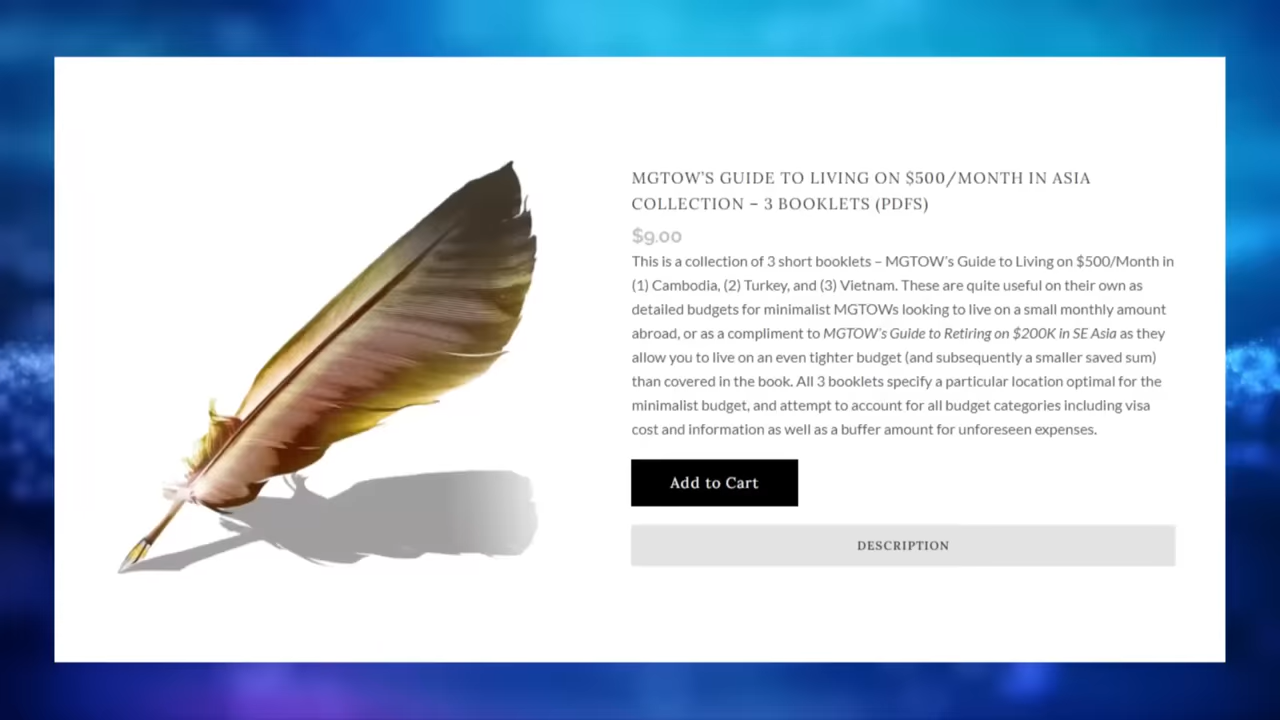 MGTOW'S GUIDE TO LIVING ON $500/MONTH IN ASIA
COLLECTION – 3 BOOKLETS (PDFS)
$9.00
This is a collection of 3 short booklets – MGTOW's Guide to Living on $500/Month in
(1) Cambodia, (2) Turkey, and (3) Vietnam. These are quite useful on their own as
detailed budgets for minimalist MGTOWs looking to live on a small monthly amount
abroad, or as a compliment to MGTOW's Guide to Retiring on $200K in SE Asia as they
allow you to live on an even tighter budget (and subsequently a smaller saved sum)
than covered in the book. All 3 booklets specify a particular location optimal for the
minimalist budget, and attempt to account for all budget categories including visa
cost and information as well as a buffer amount for unforeseen expenses.
Add to Cart
DESCRIPTION